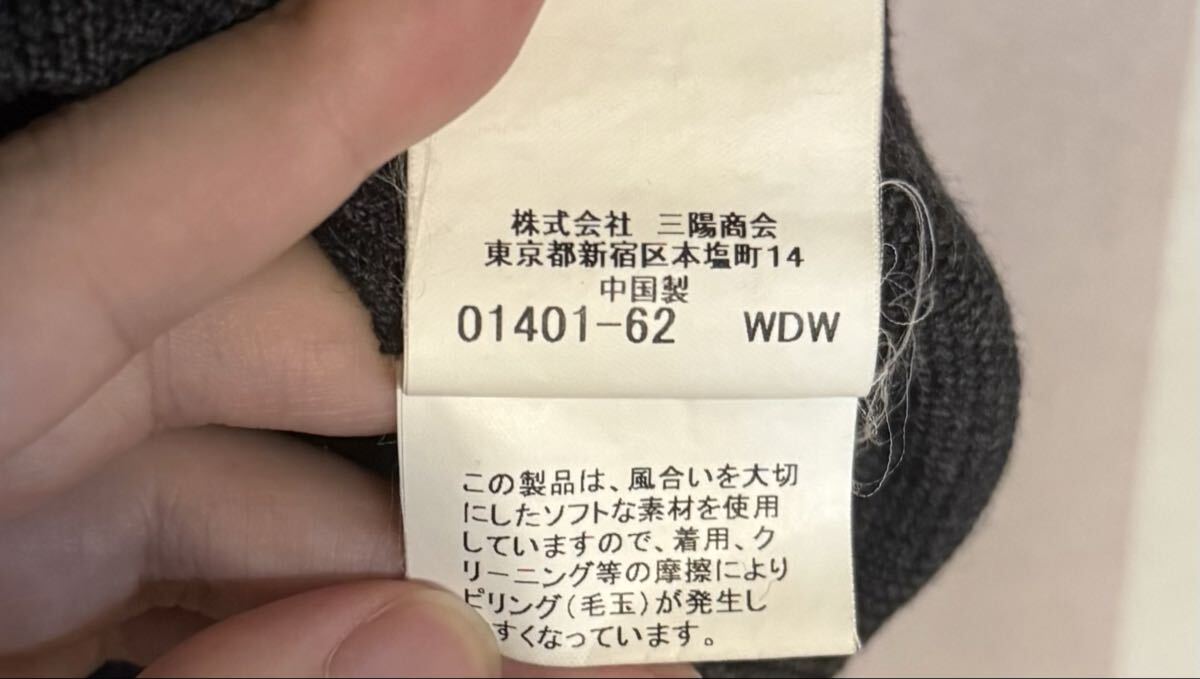 株式会社 三陽商会
東京都新宿区本塩町14
中国製
01401-62 WDW
この製品は、風合いを大切
にしたソフトな素材を使用
していますので、着用、ク
リーニング等の摩擦により
ピリング(毛玉)が発生し
すくなっています。